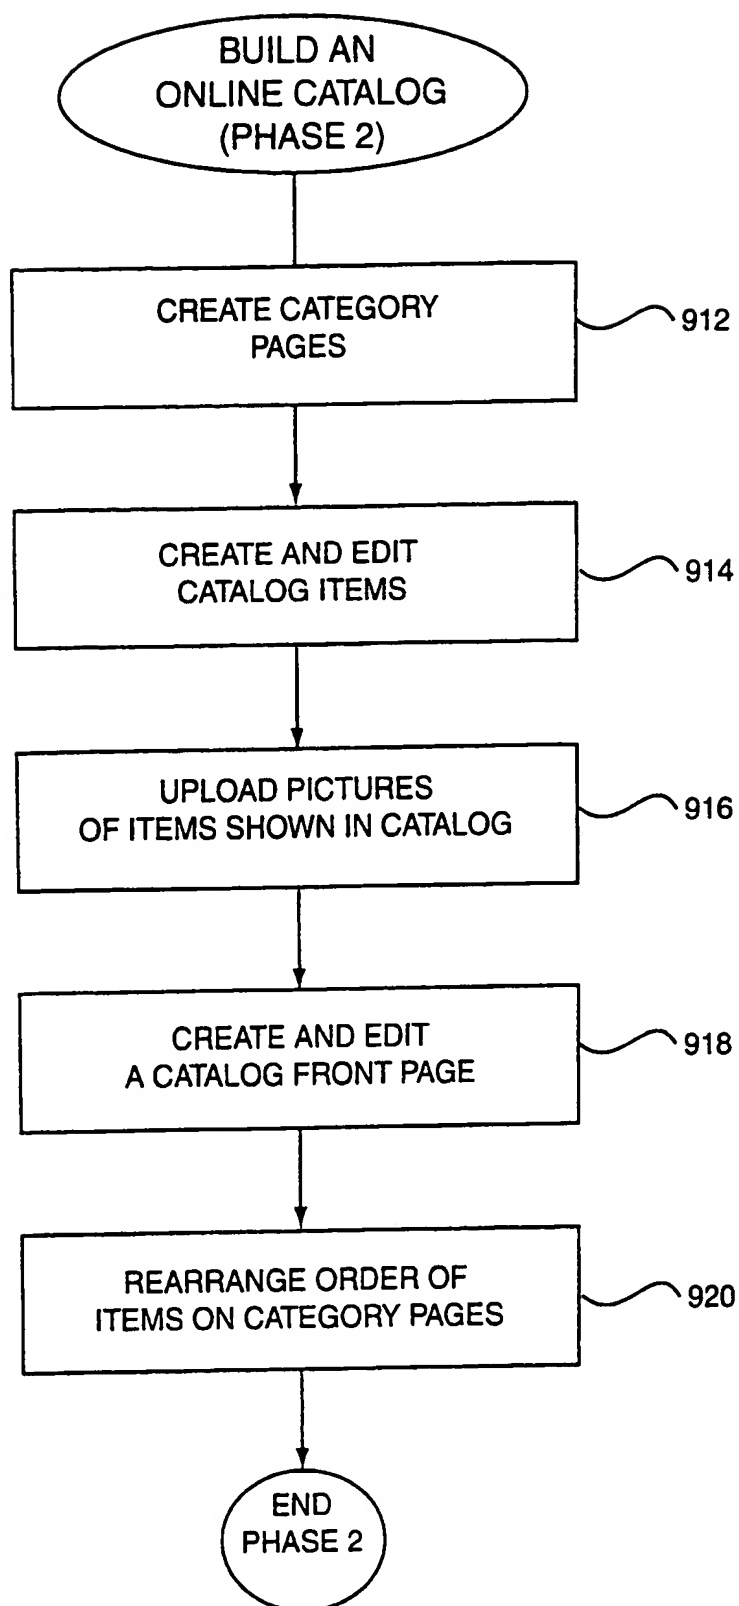 BUILD AN
ONLINE CATALOG
(PHASE 2)
CREATE CATEGORY
PAGES
912
CREATE AND EDIT
CATALOG ITEMS
914
UPLOAD PICTURES
OF ITEMS SHOWN IN CATALOG
916
CREATE AND EDIT
A CATALOG FRONT PAGE
918
REARRANGE ORDER OF
ITEMS ON CATEGORY PAGES
920
END
PHASE 2